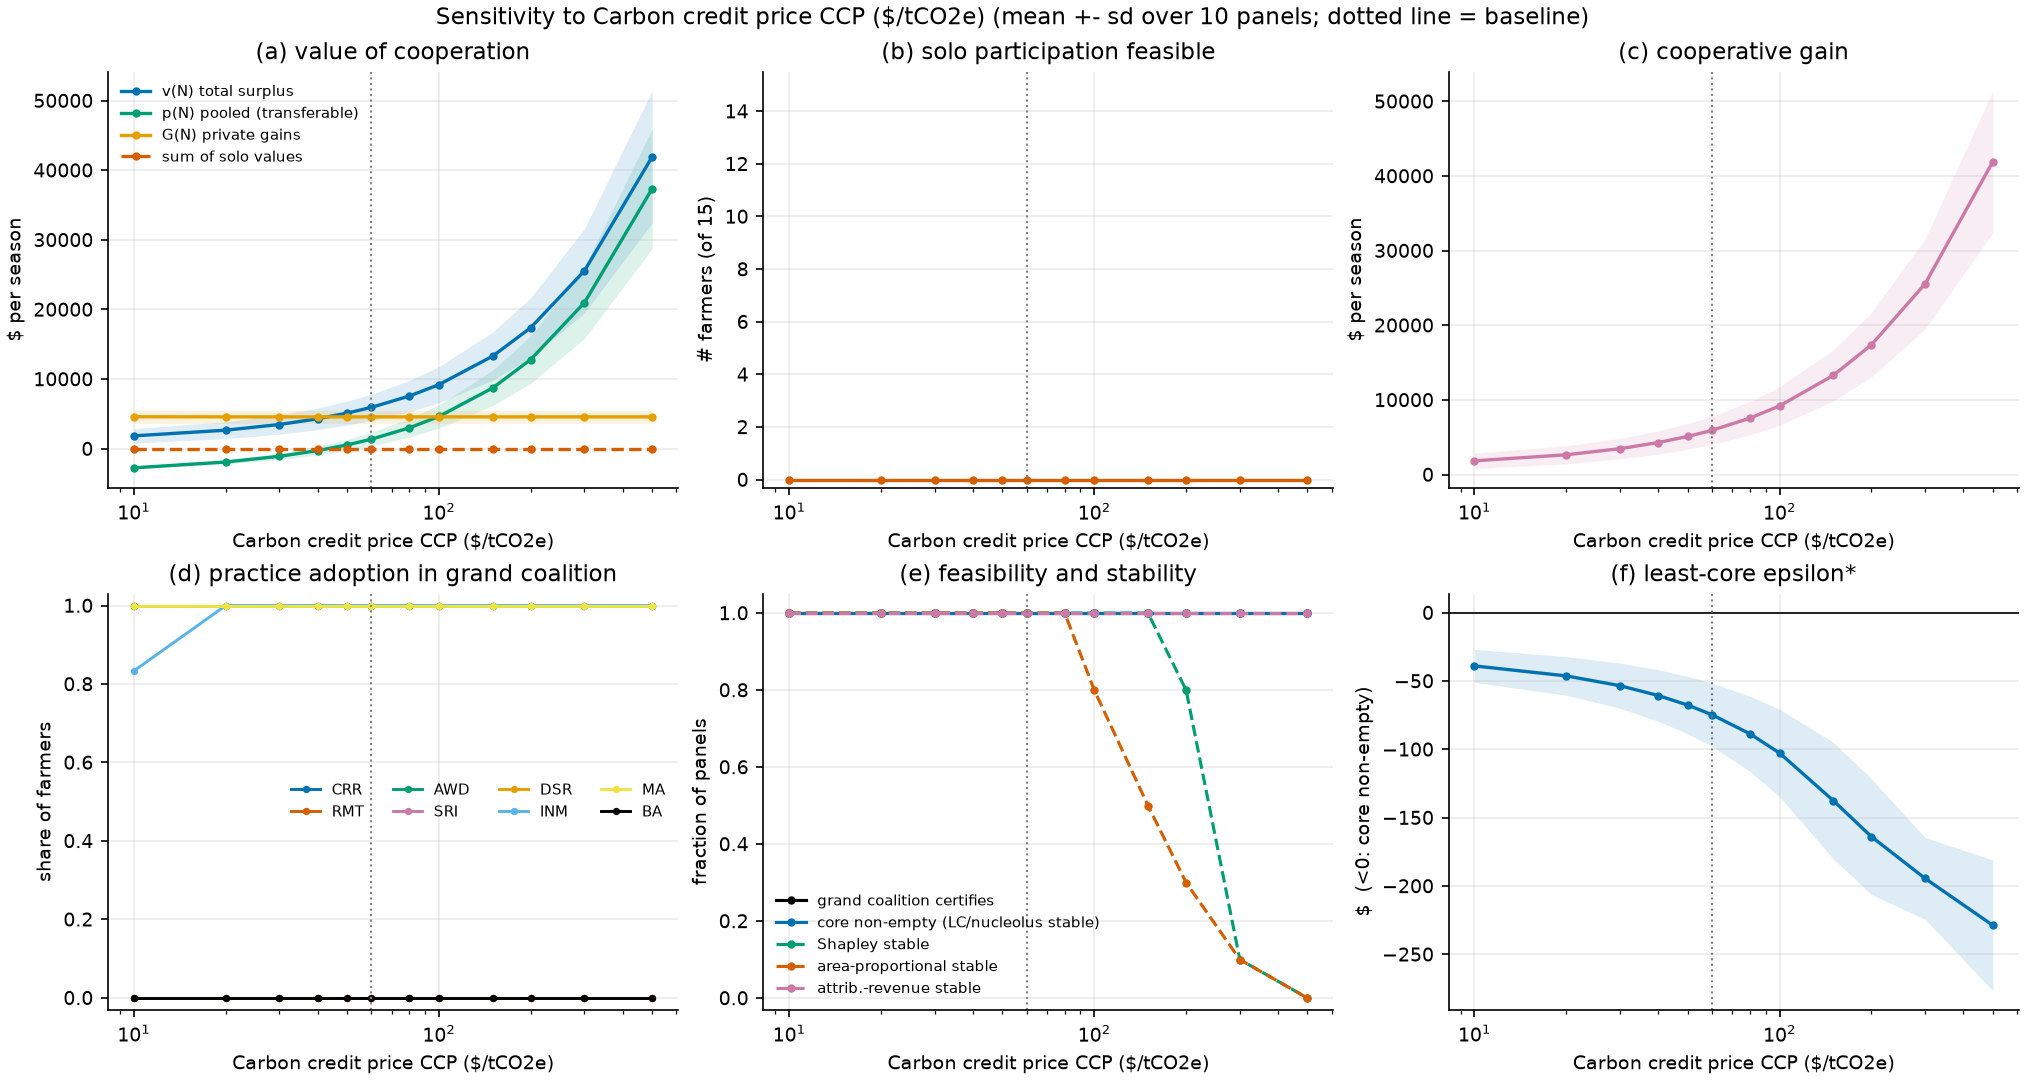 Sensitivity to Carbon credit price CCP ($/tCO2e) (mean +- sd over 10 panels; dotted line = baseline)
(a) value of cooperation
v(N) total surplus
p(N) pooled (transferable)
G(N) private gains
sum of solo values
$ per season
50000
40000
30000
20000
10000
0
10¹
10²
Carbon credit price CCP ($/tCO2e)
(b) solo participation feasible
# farmers (of 15)
14
12
10
8
6
4
2
0
10¹
10²
Carbon credit price CCP ($/tCO2e)
(c) cooperative gain
$ per season
50000
40000
30000
20000
10000
0
10¹
10²
Carbon credit price CCP ($/tCO2e)
(d) practice adoption in grand coalition
share of farmers
1.0
0.8
0.6
0.4
0.2
0.0
CRR
AWD
DSR
MA
RMT
SRI
INM
BA
10¹
10²
Carbon credit price CCP ($/tCO2e)
(e) feasibility and stability
fraction of panels
1.0
0.8
0.6
0.4
0.2
0.0
grand coalition certifies
core non-empty (LC/nucleolus stable)
Shapley stable
area-proportional stable
attrib.-revenue stable
10¹
10²
Carbon credit price CCP ($/tCO2e)
(f) least-core epsilon*
$ (<0: core non-empty)
0
−50
−100
−150
−200
−250
10¹
10²
Carbon credit price CCP ($/tCO2e)